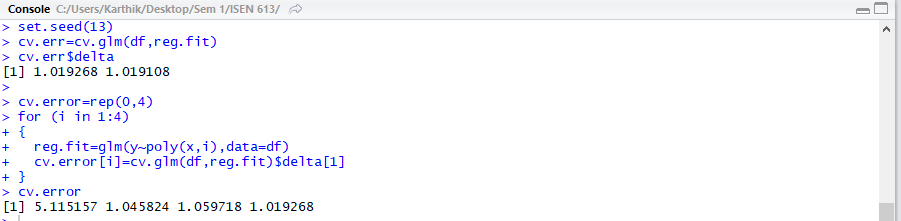 Console C:/Users/Karthik/Desktop/Sem 1/ISEN 613/
> set.seed(13)
> cv.err=cv.glm(df,reg.fit)
> cv.err$delta
[1] 1.019268 1.019108
>
> cv.error=rep(0,4)
> for (i in 1:4)
+ {
+   reg.fit=glm(y~poly(x,i),data=df)
+   cv.error[i]=cv.glm(df,reg.fit)$delta[1]
+ }
> cv.error
[1] 5.115157 1.045824 1.059718 1.019268
>